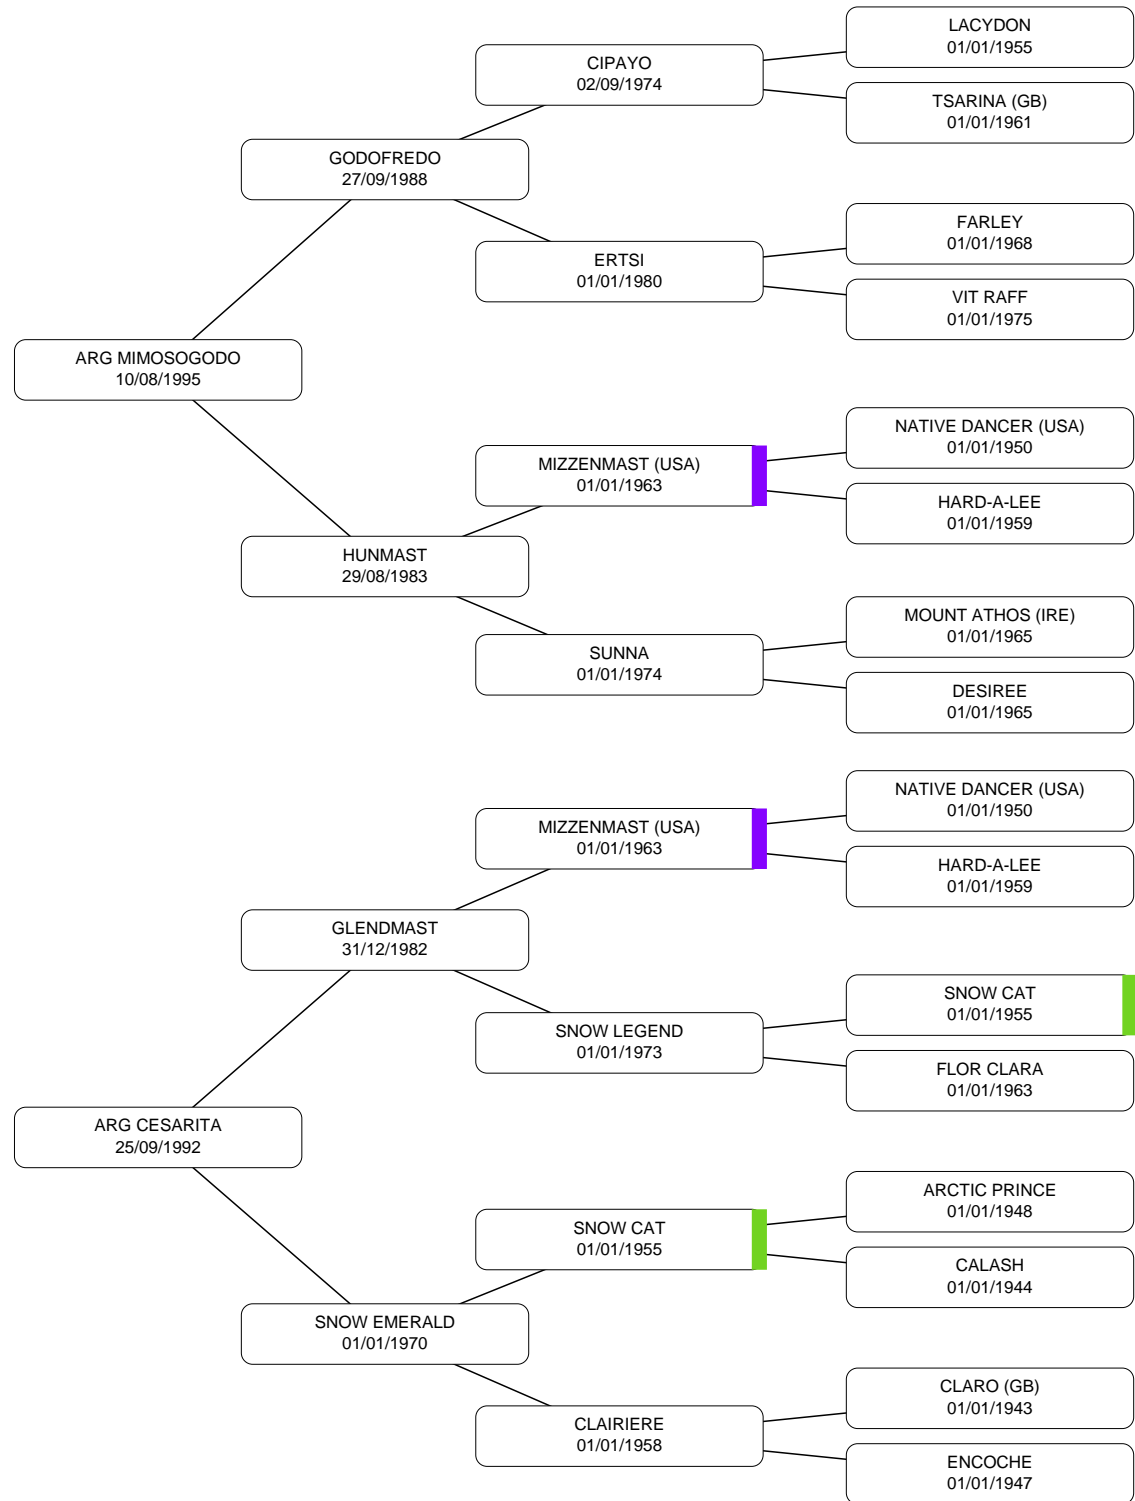 LACYDON
01/01/1955
CIPAYO
02/09/1974
TSARINA (GB)
01/01/1961
GODOFREDO
27/09/1988
FARLEY
01/01/1968
ERTSI
01/01/1980
VIT RAFF
01/01/1975
ARG MIMOSOGODO
10/08/1995
NATIVE DANCER (USA)
01/01/1950
MIZZENMAST (USA)
01/01/1963
HARD-A-LEE
01/01/1959
HUNMAST
29/08/1983
MOUNT ATHOS (IRE)
01/01/1965
SUNNA
01/01/1974
DESIREE
01/01/1965
NATIVE DANCER (USA)
01/01/1950
MIZZENMAST (USA)
01/01/1963
HARD-A-LEE
01/01/1959
GLENDMAST
31/12/1982
SNOW CAT
01/01/1955
SNOW LEGEND
01/01/1973
FLOR CLARA
01/01/1963
ARG CESARITA
25/09/1992
ARCTIC PRINCE
01/01/1948
SNOW CAT
01/01/1955
CALASH
01/01/1944
SNOW EMERALD
01/01/1970
CLARO (GB)
01/01/1943
CLAIRIERE
01/01/1958
ENCOCHE
01/01/1947